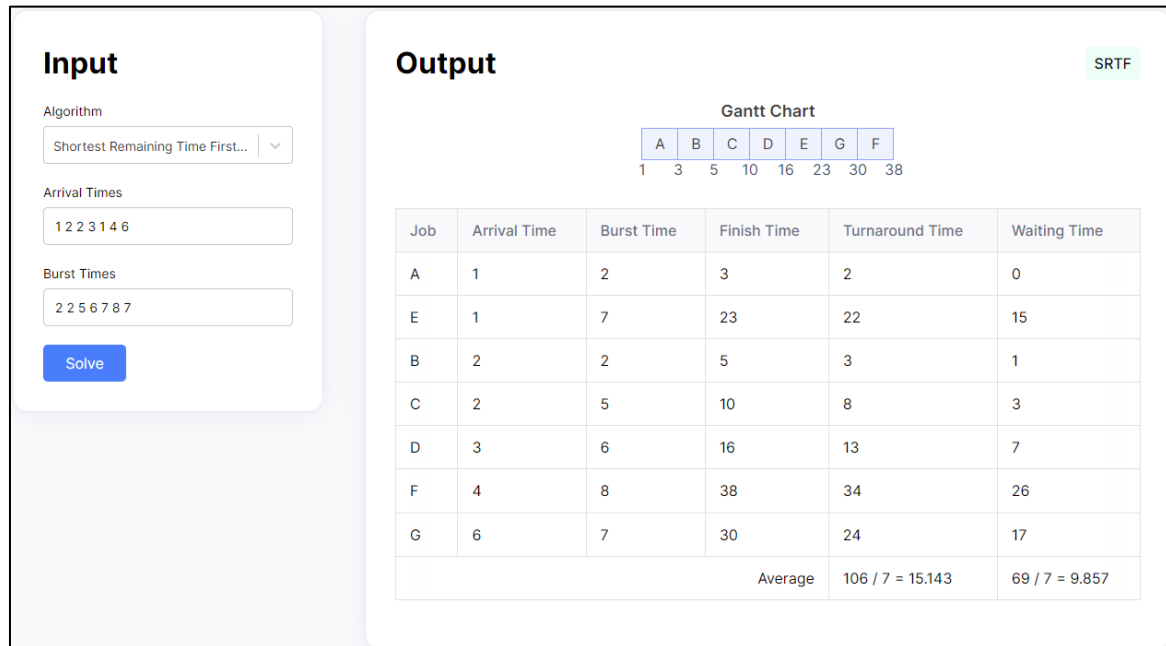 Input
Algorithm
Shortest Remaining Time First...
Arrival Times
1 2 2 3 1 4 6
Burst Times
2 2 5 6 7 8 7
Solve
Output
SRTF
Gantt Chart
A B C D E G F
1 3 5 10 16 23 30 38
Job Arrival Time Burst Time Finish Time Turnaround Time Waiting Time
A 1 2 3 2 0
E 1 7 23 22 15
B 2 2 5 3 1
C 2 5 10 8 3
D 3 6 16 13 7
F 4 8 38 34 26
G 6 7 30 24 17
Average 106 / 7 = 15.143 69 / 7 = 9.857